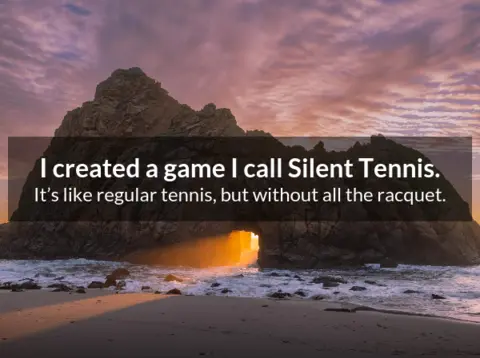 I created a game I call Silent Tennis.
It’s like regular tennis, but without all the racquet.